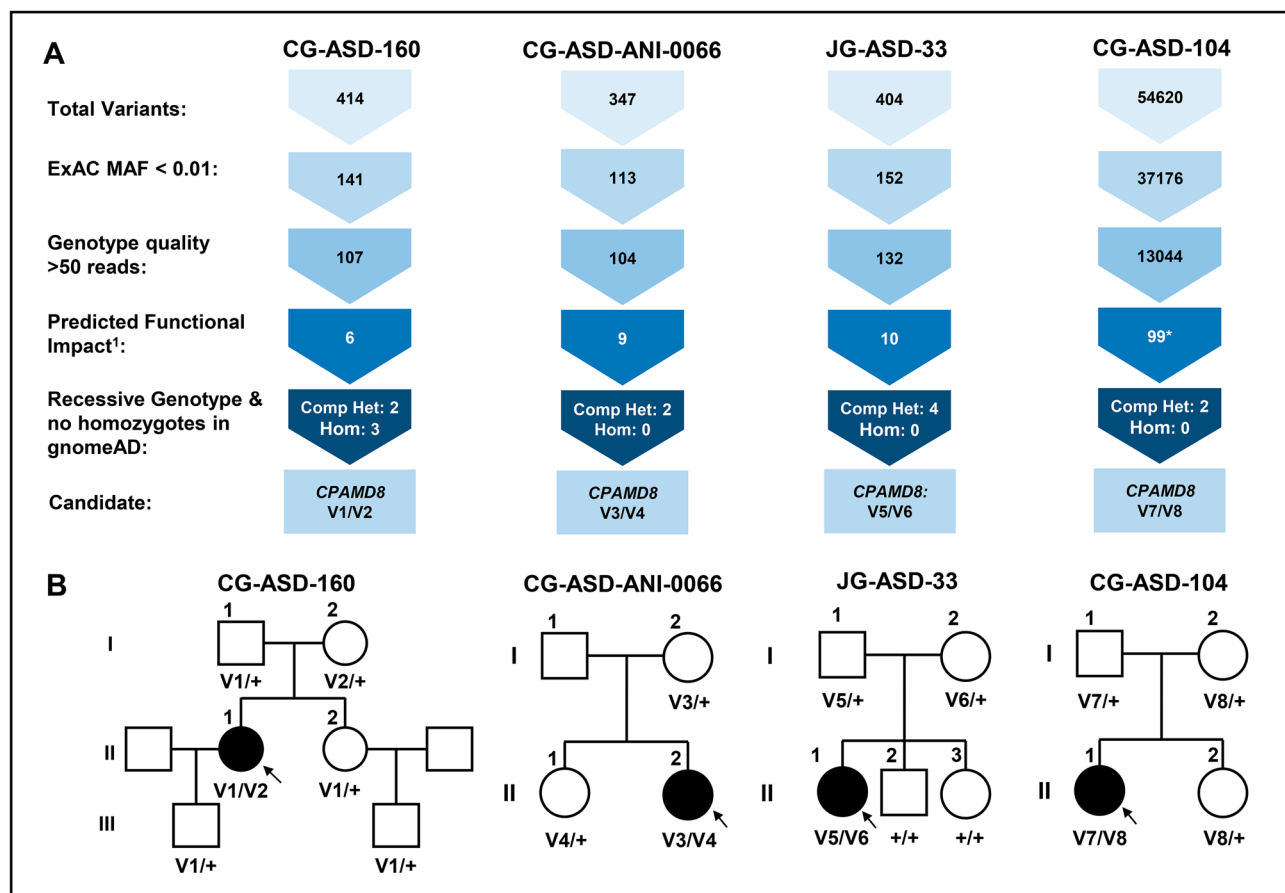 A
CG-ASD-160
CG-ASD-ANI-0066
JG-ASD-33
CG-ASD-104
Total Variants:
414
347
404
54620
ExAC MAF < 0.01:
141
113
152
37176
Genotype quality
>50 reads:
107
104
132
13044
Predicted Functional
Impact¹:
6
9
10
99*
Recessive Genotype &
no homozygotes in
gnomeAD:
Comp Het: 2
Hom: 3
Comp Het: 2
Hom: 0
Comp Het: 4
Hom: 0
Comp Het: 2
Hom: 0
Candidate:
CPAMD8
V1/V2
CPAMD8
V3/V4
CPAMD8:
V5/V6
CPAMD8
V7/V8
B
CG-ASD-160
I
1
2
V1/+
V2/+
II
1
2
V1/V2
V1/+
III
V1/+
V1/+
CG-ASD-ANI-0066
I
1
2
V3/+
II
1
2
V4/+
V3/V4
JG-ASD-33
I
1
2
V5/+
V6/+
II
1
2
3
V5/V6
+/+
+/+
CG-ASD-104
I
1
2
V7/+
V8/+
II
1
2
V7/V8
V8/+